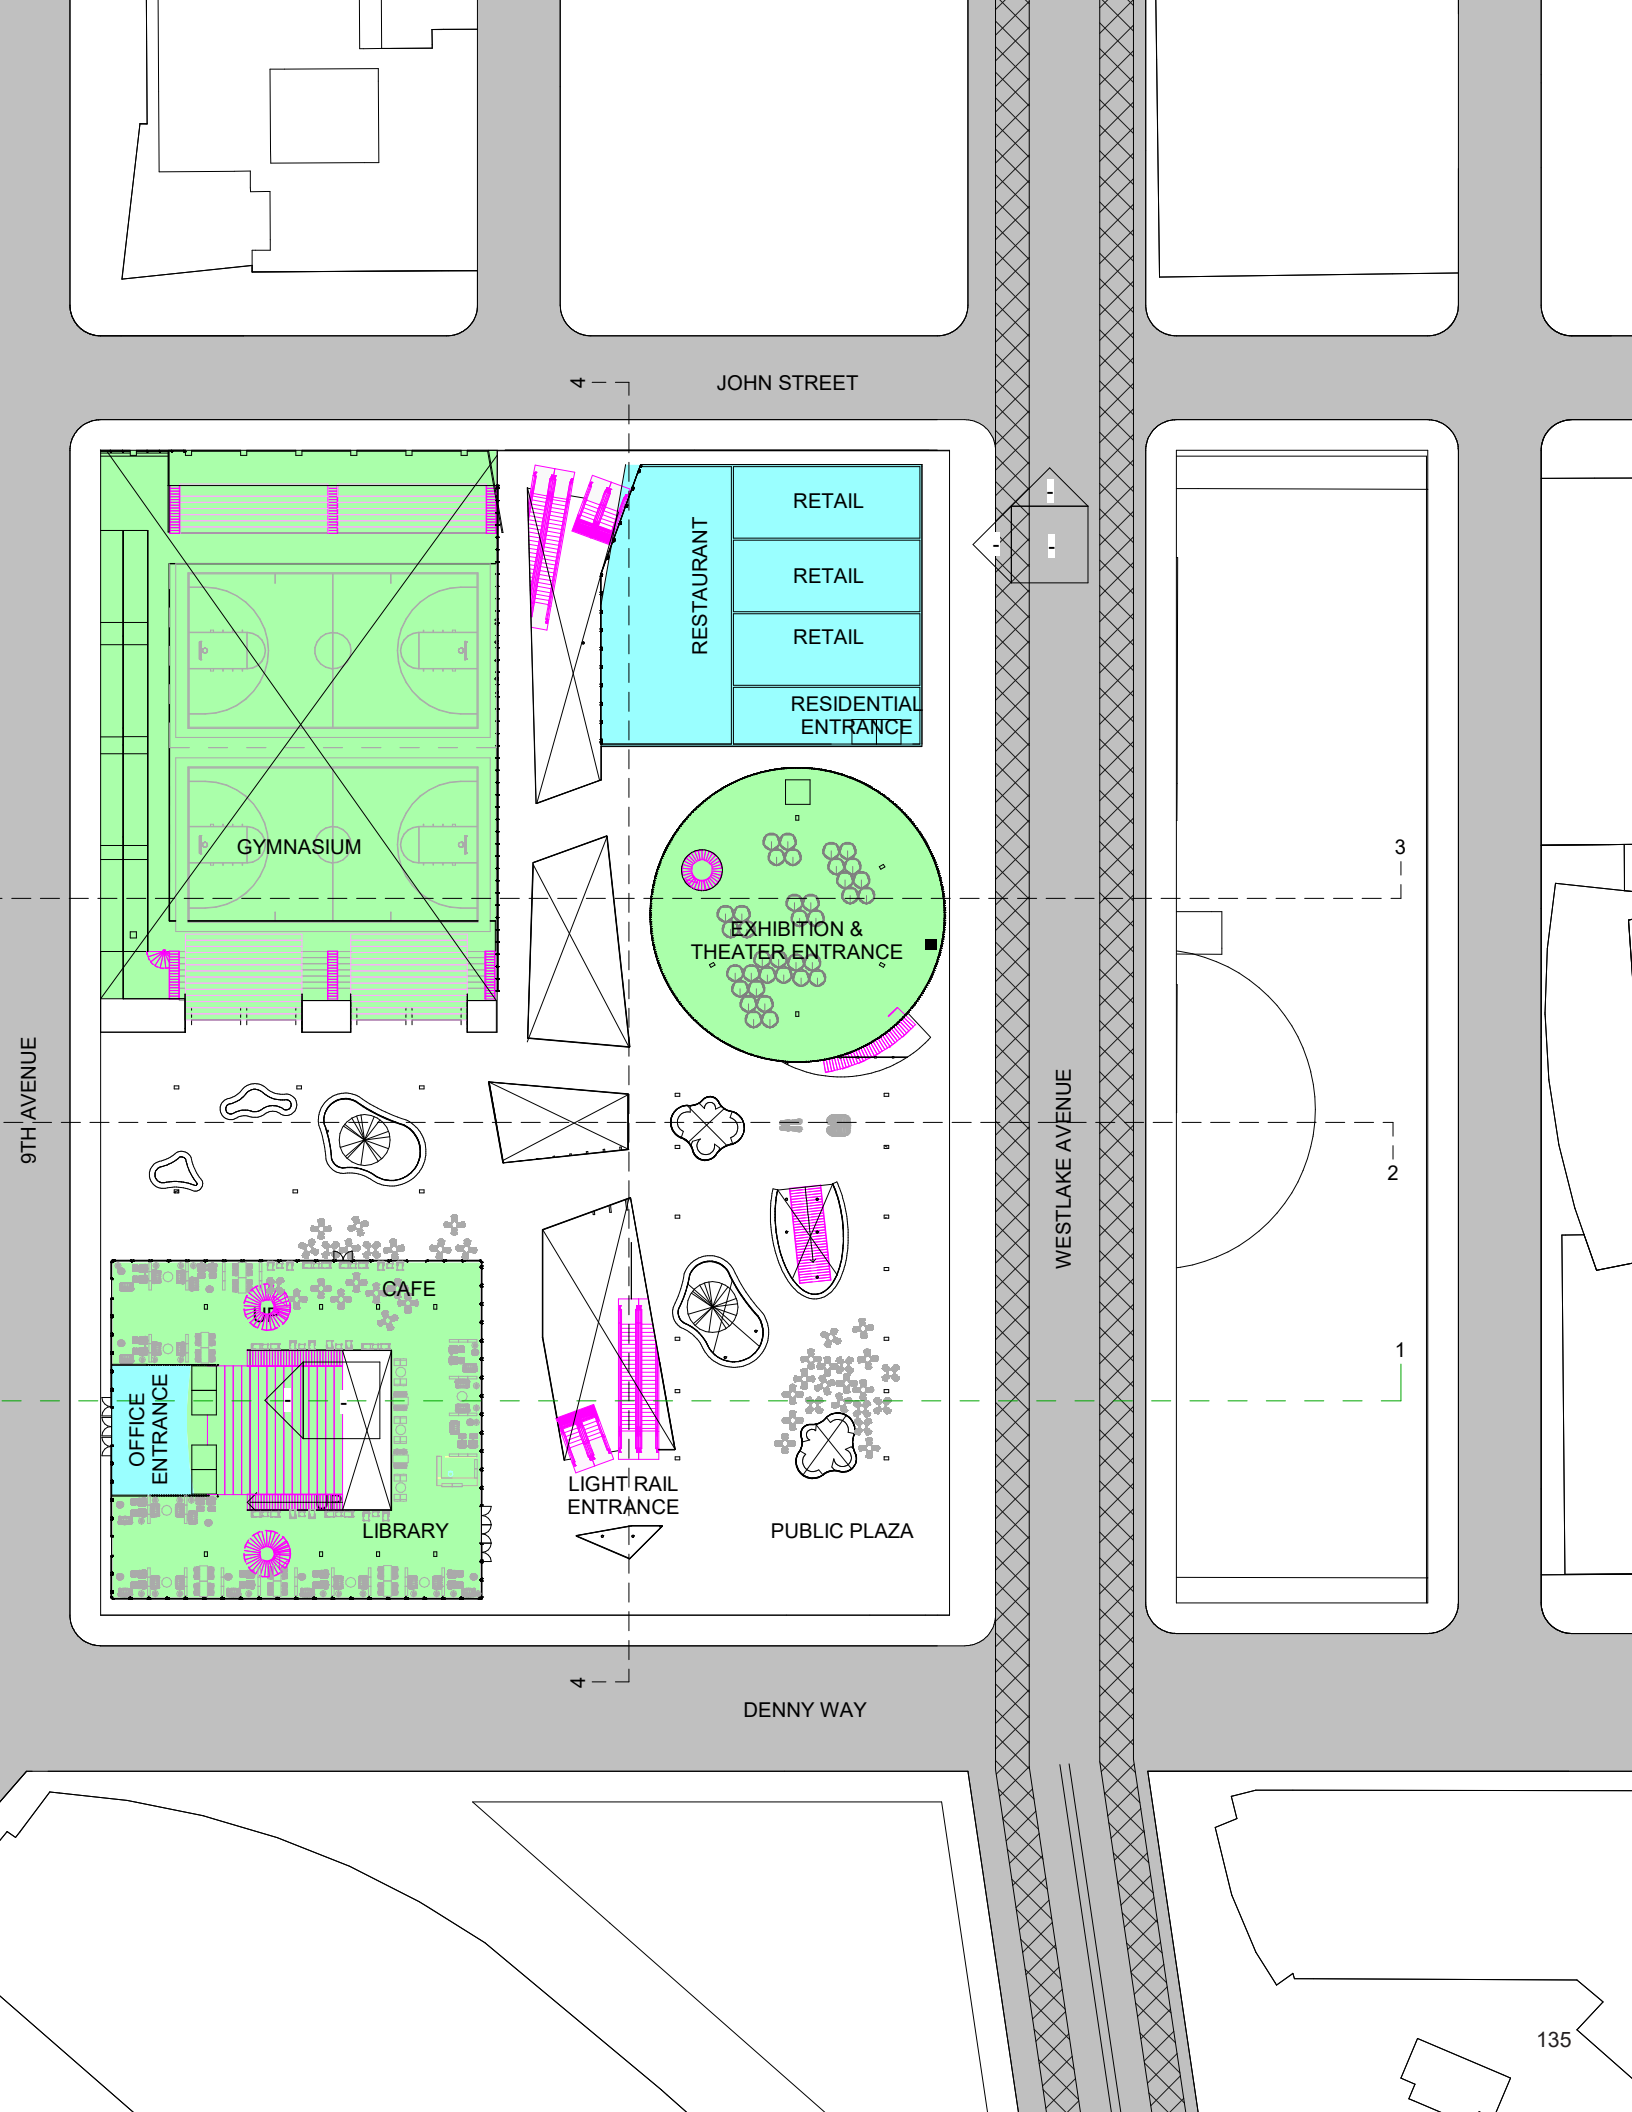 4
JOHN STREET
RETAIL
RESTAURANT
RETAIL
RETAIL
RESIDENTIAL
ENTRANCE
GYMNASIUM
3
EXHIBITION &
THEATER ENTRANCE
9TH AVENUE
WESTLAKE AVENUE
2
CAFE
1
OFFICE
ENTRANCE
LIGHT RAIL
ENTRANCE
LIBRARY
PUBLIC PLAZA
4
DENNY WAY
135